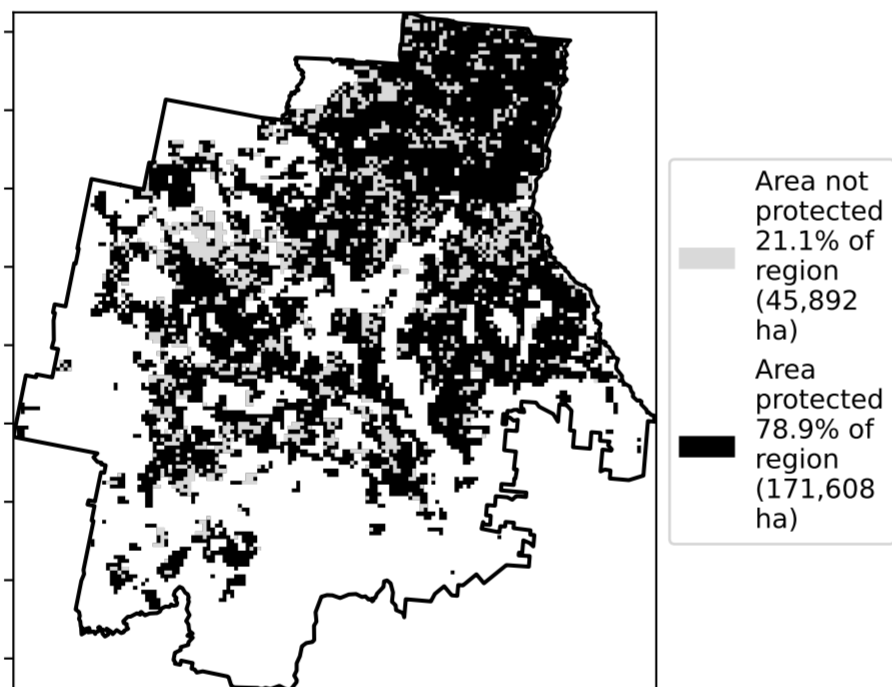 Area not
protected
21.1% of
region
(45,892
ha)
Area
protected
78.9% of
region
(171,608
ha)